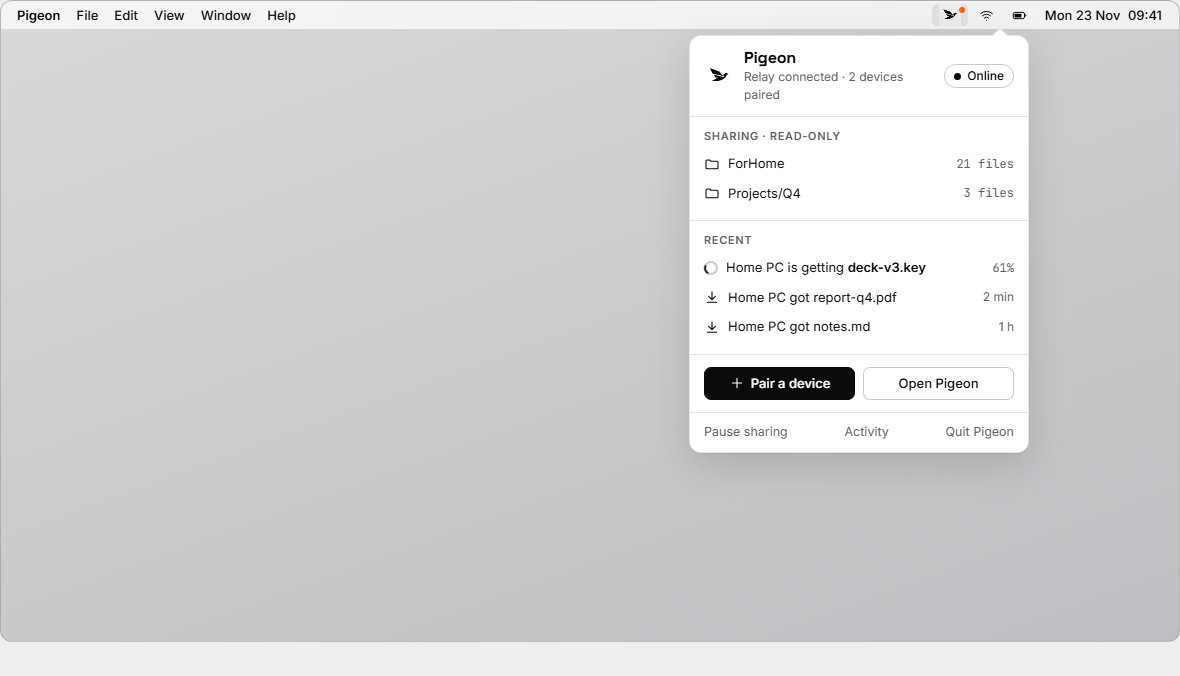 Pigeon File Edit View Window Help Mon 23 Nov 09:41
Pigeon
Relay connected · 2 devices
paired
Online
SHARING · READ-ONLY
ForHome 21 files
Projects/Q4 3 files
RECENT
Home PC is getting deck-v3.key 61%
Home PC got report-q4.pdf 2 min
Home PC got notes.md 1 h
Pair a device Open Pigeon
Pause sharing Activity Quit Pigeon